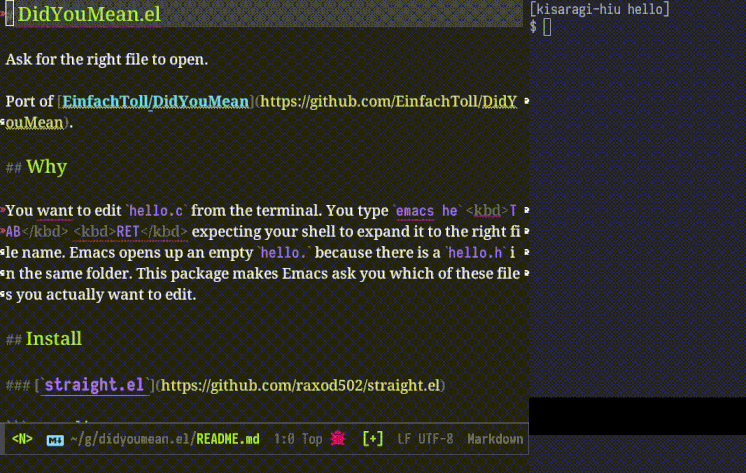 DidYouMean.el
Ask for the right file to open.
Port of [EinfachToll/DidYouMean](https://github.com/EinfachToll/DidY
ouMean).
## Why
You want to edit `hello.c` from the terminal. You type `emacs he`<kbd>T
AB</kbd> <kbd>RET</kbd> expecting your shell to expand it to the right fi
le name. Emacs opens up an empty `hello.` because there is a `hello.h` i
n the same folder. This package makes Emacs ask you which of these file
s you actually want to edit.
## Install
### [`straight.el`](https://github.com/raxod502/straight.el)
<N> ~/g/didyoumean.el/README.md 1:0 Top [+] LF UTF-8 Markdown
[kisaragi-hiu hello]
$